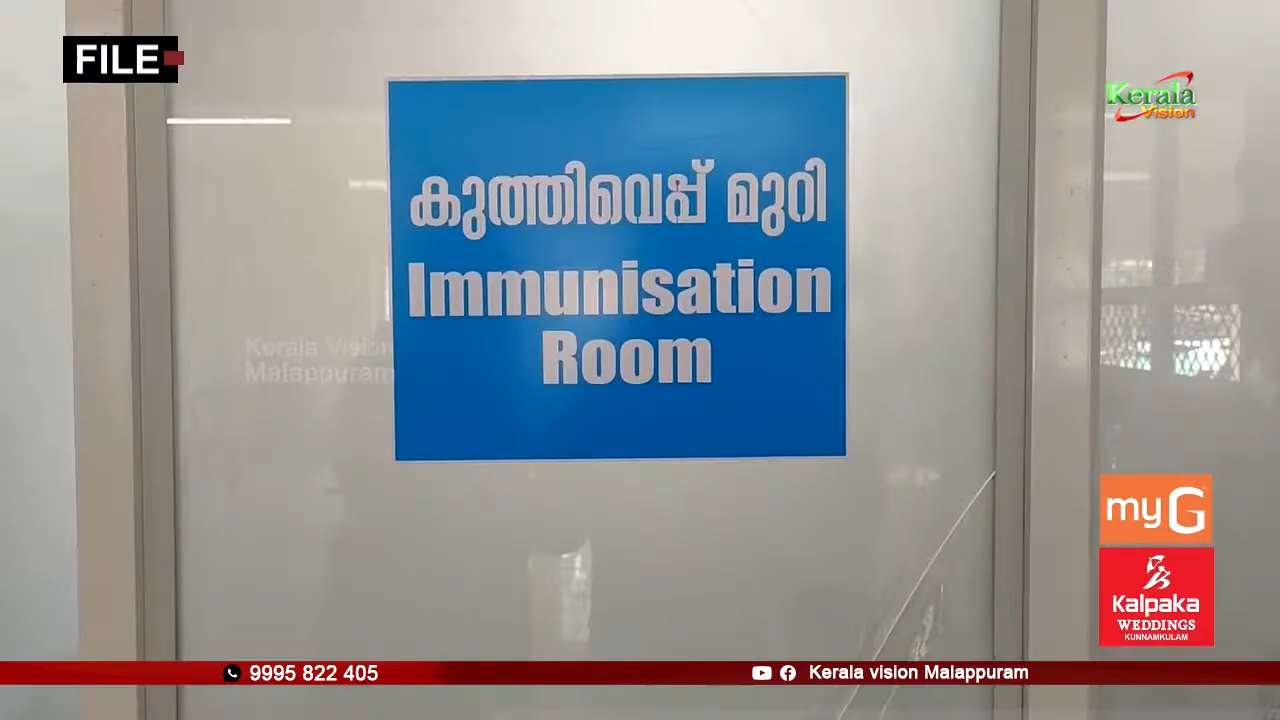 FILE
Kerala
Vision
കുത്തിവെപ്പ് മുറി
Immunisation
Room
Kerala Vision
Malappuram
myG
Kalpaka
WEDDINGS
KUNNAMKULAM
9995 822 405
Kerala vision Malappuram